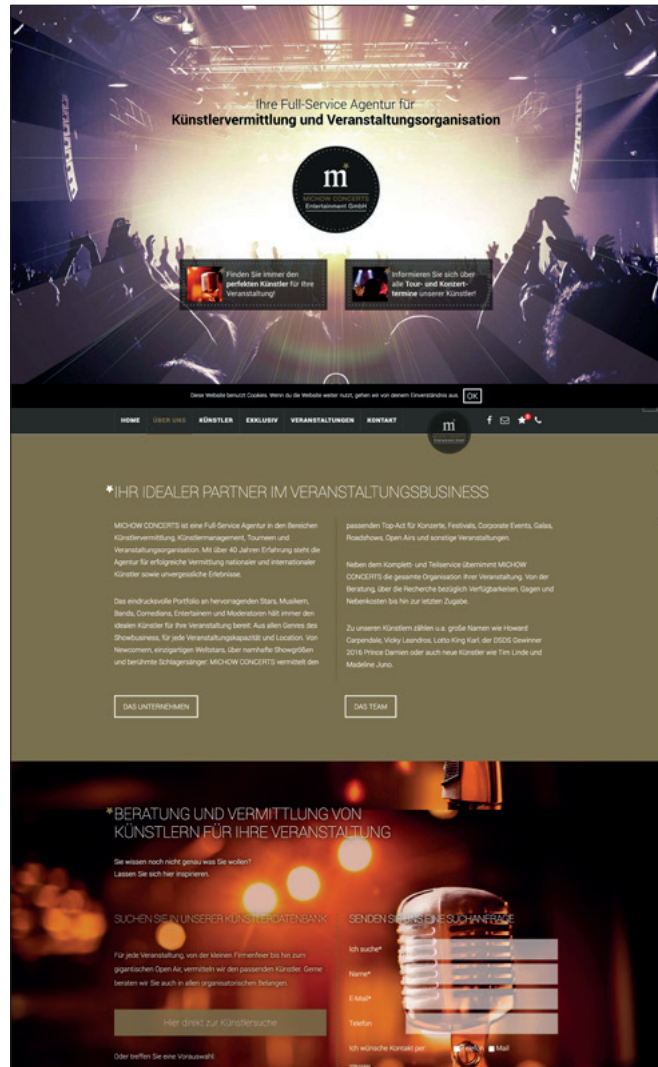 Ihre Full-Service Agentur für
Künstlervermittlung und Veranstaltungsorganisation
m
MICHOW CONCERTS
Entertainment GmbH
Finden Sie immer den
perfekten Künstler für Ihre
Veranstaltung!
Informieren Sie sich über
alle Tour- und Konzert-
termine unserer Künstler!
Diese Website benutzt Cookies. Wenn du die Website weiter nutzt, gehen wir von deinem Einverständnis aus. OK
HOME ÜBER UNS KÜNSTLER EXKLUSIV VERANSTALTUNGEN KONTAKT
m
IHR IDEALER PARTNER IM VERANSTALTUNGSBUSINESS
MICHOW CONCERTS ist eine Full-Service Agentur in den Bereichen
Künstlervermittlung, Künstlermanagement, Tourneen und
Veranstaltungsorganisation. Mit über 40 Jahren Erfahrung steht die
Agentur für erfolgreiche Vermittlung nationaler und internationaler
Künstler sowie unvergessliche Erlebnisse.
Das eindrucksvolle Portfolio an hervorragenden Stars, Musikern,
Bands, Comedians, Entertainern und Moderatoren hält immer den
idealen Künstler für Ihre Veranstaltung bereit. Aus allen Genres des
Showbusiness, für jede Veranstaltungskapazität und Location. Von
Newcomern, einzigartigen Weltstars, über namhafte Showgrößen
und berühmte Schlagersänger: MICHOW CONCERTS vermittelt den
passenden Top-Act für Konzerte, Festivals, Corporate Events, Galas,
Roadshows, Open Airs und sonstige Veranstaltungen.
Neben dem Komplett- und Teilservice übernimmt MICHOW
CONCERTS die gesamte Organisation Ihrer Veranstaltung. Von der
Beratung, über die Recherche bezüglich Verfügbarkeiten, Gagen und
Nebenkosten bis hin zur letzten Zugabe.
Zu unseren Künstlern zählen u.a. große Namen wie Howard
Carpendale, Vicky Leandros, Lotto King Karl, der DSDS Gewinner
2016 Prince Damien oder auch neue Künstler wie Tim Linde und
Madeline Juno.
DAS UNTERNEHMEN
DAS TEAM
BERATUNG UND VERMITTLUNG VON
KÜNSTLERN FÜR IHRE VERANSTALTUNG
Sie wissen noch nicht genau was Sie wollen?
Lassen Sie sich hier inspirieren.
SUCHEN SIE IN UNSERER KÜNSTLERDATENBANK
Für jede Veranstaltung, von der kleinen Firmenfeier bis hin zum
gigantischen Open Air, vermitteln wir den passenden Künstler. Gerne
beraten wir Sie auch in allen organisatorischen Belangen.
Hier direkt zur Künstlersuche
Oder treffen Sie eine Vorauswahl:
SENDEN SIE UNS EINE SUCHANFRAGE
Ich suche*
Name*
E-Mail*
Telefon
Ich wünsche Kontakt per: Telefon Mail